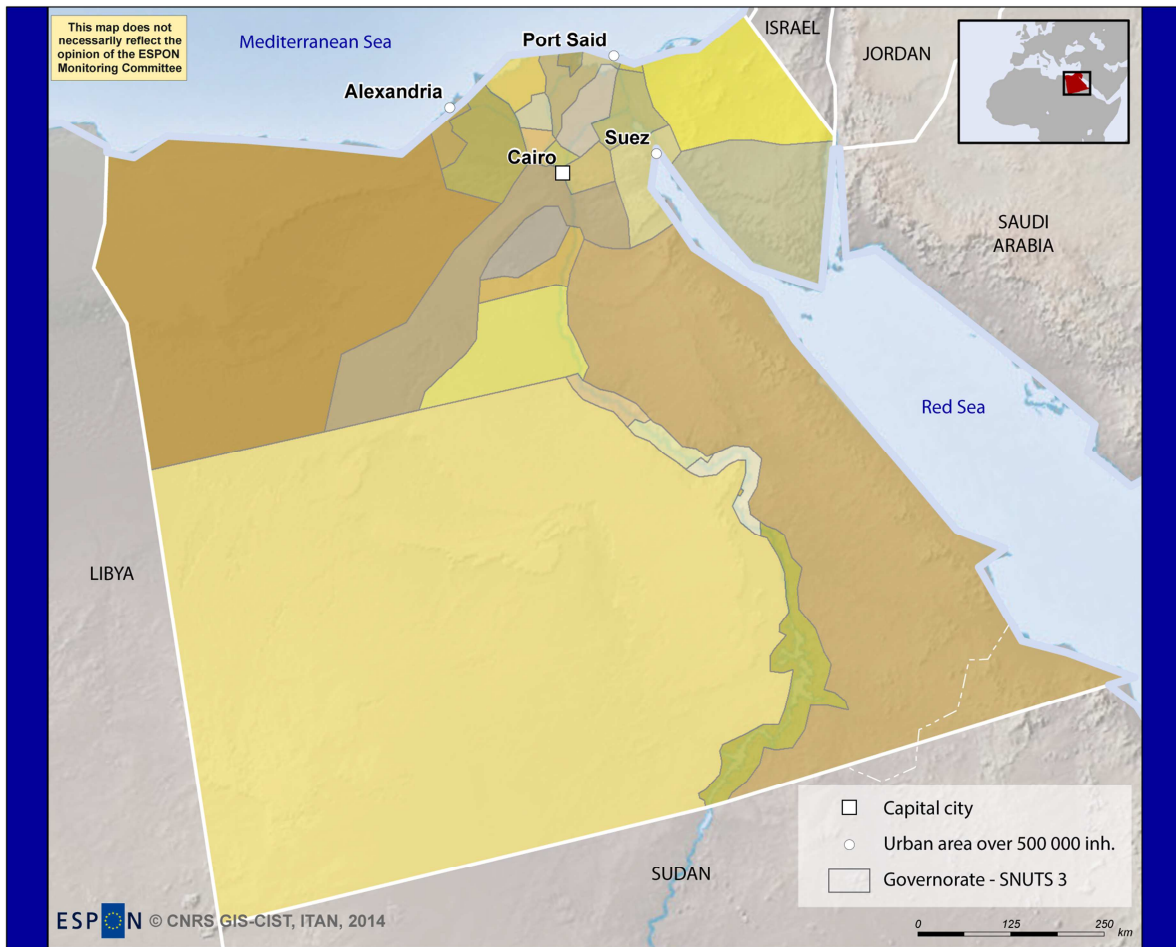 This map does not
necessarily reflect the
opinion of the ESPON
Monitoring Committee
Mediterranean Sea
Port Said
ISRAEL
JORDAN
Alexandria
Suez
Cairo
SAUDI
ARABIA
Red Sea
LIBYA
SUDAN
Capital city
Urban area over 500 000 inh.
Governorate - SNUTS 3
ESPON © CNRS GIS-CIST, ITAN, 2014
0 125 250
km